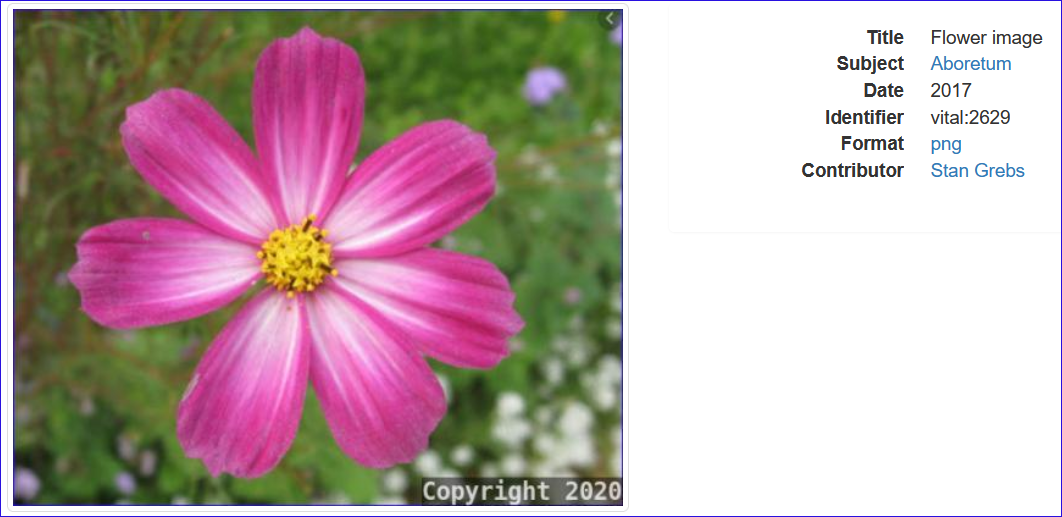 Title Flower image
Subject Aboretum
Date 2017
Identifier vital:2629
Format png
Contributor Stan Grebs
Copyright 2020